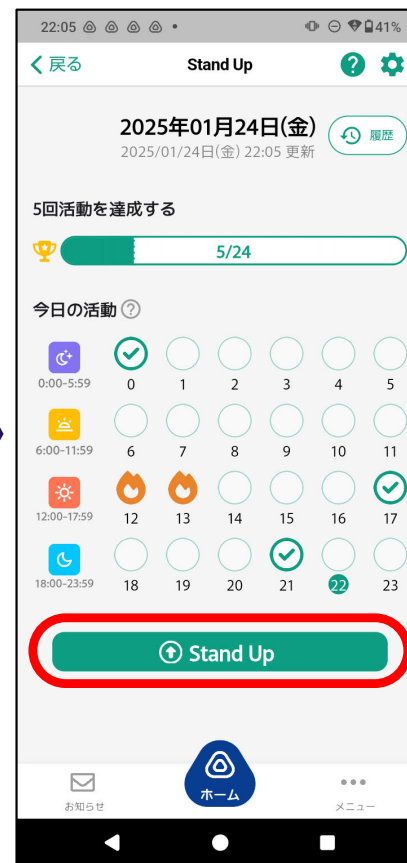 22:05
41%
戻る
Stand Up
2025年01月24日(金)
2025/01/24日(金) 22:05 更新
履歴
5回活動を達成する
5/24
今日の活動
0:00-5:59
0 1 2 3 4 5
6:00-11:59
6 7 8 9 10 11
12:00-17:59
12 13 14 15 16 17
18:00-23:59
18 19 20 21 22 23
Stand Up
お知らせ
ホーム
メニュー